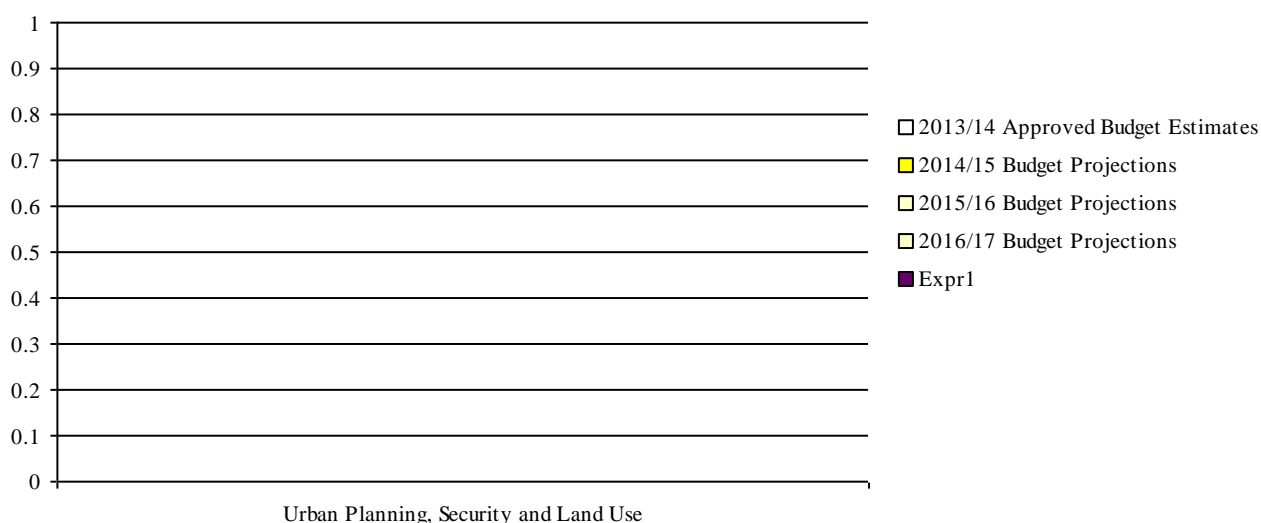 1
0.9
0.8
0.7
0.6
0.5
0.4
0.3
0.2
0.1
0
Urban Planning, Security and Land Use
2013/14 Approved Budget Estimates
2014/15 Budget Projections
2015/16 Budget Projections
2016/17 Budget Projections
Expr1